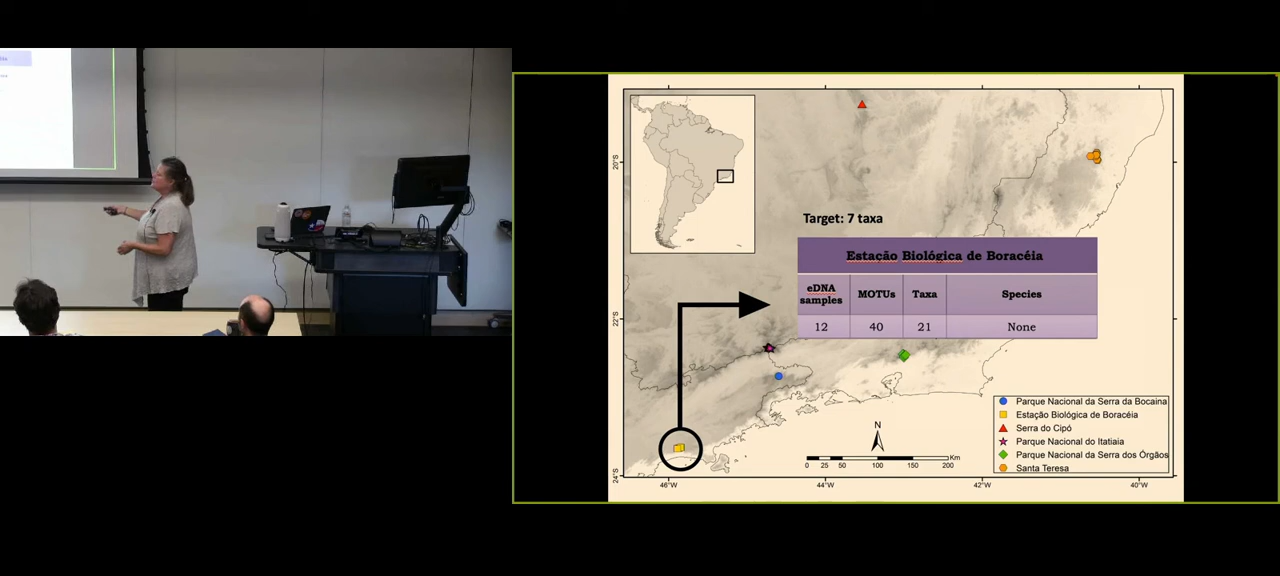 Target: 7 taxa
Estação Biológica de Boracéia
eDNA samples
MOTUs
Taxa
Species
12
40
21
None
20°S
22°S
24°S
46°W
44°W
42°W
40°W
N
Km
0 25 50 100 150 200
Parque Nacional da Serra da Bocaina
Estação Biológica de Boracéia
Serra do Cipó
Parque Nacional do Itatiaia
Parque Nacional da Serra dos Órgãos
Santa Teresa